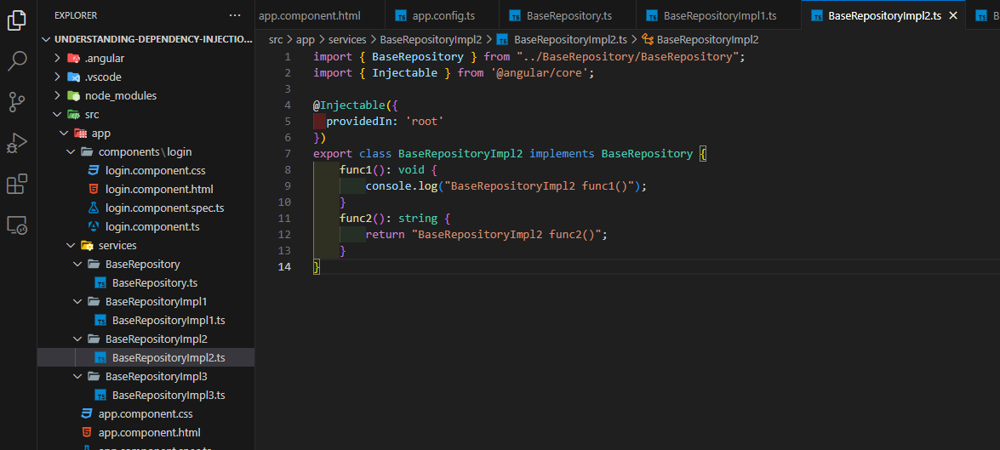 EXPLORER
UNDERSTANDING-DEPENDENCY-INJECTIO...
.angular
.vscode
node_modules
src
app
components\login
login.component.css
login.component.html
login.component.spec.ts
login.component.ts
services
BaseRepository
BaseRepository.ts
BaseRepositoryImpl1
BaseRepositoryImpl1.ts
BaseRepositoryImpl2
BaseRepositoryImpl2.ts
BaseRepositoryImpl3
BaseRepositoryImpl3.ts
app.component.css
app.component.html
app.component.html app.config.ts BaseRepository.ts BaseRepositoryImpl1.ts BaseRepositoryImpl2.ts
src > app > services > BaseRepositoryImpl2 > BaseRepositoryImpl2.ts > BaseRepositoryImpl2
1 import { BaseRepository } from "../BaseRepository/BaseRepository";
2 import { Injectable } from '@angular/core';
3
4 @Injectable({
5 providedIn: 'root'
6 })
7 export class BaseRepositoryImpl2 implements BaseRepository {
8 func1(): void {
9 console.log("BaseRepositoryImpl2 func1()");
10 }
11 func2(): string {
12 return "BaseRepositoryImpl2 func2()";
13 }
14 }